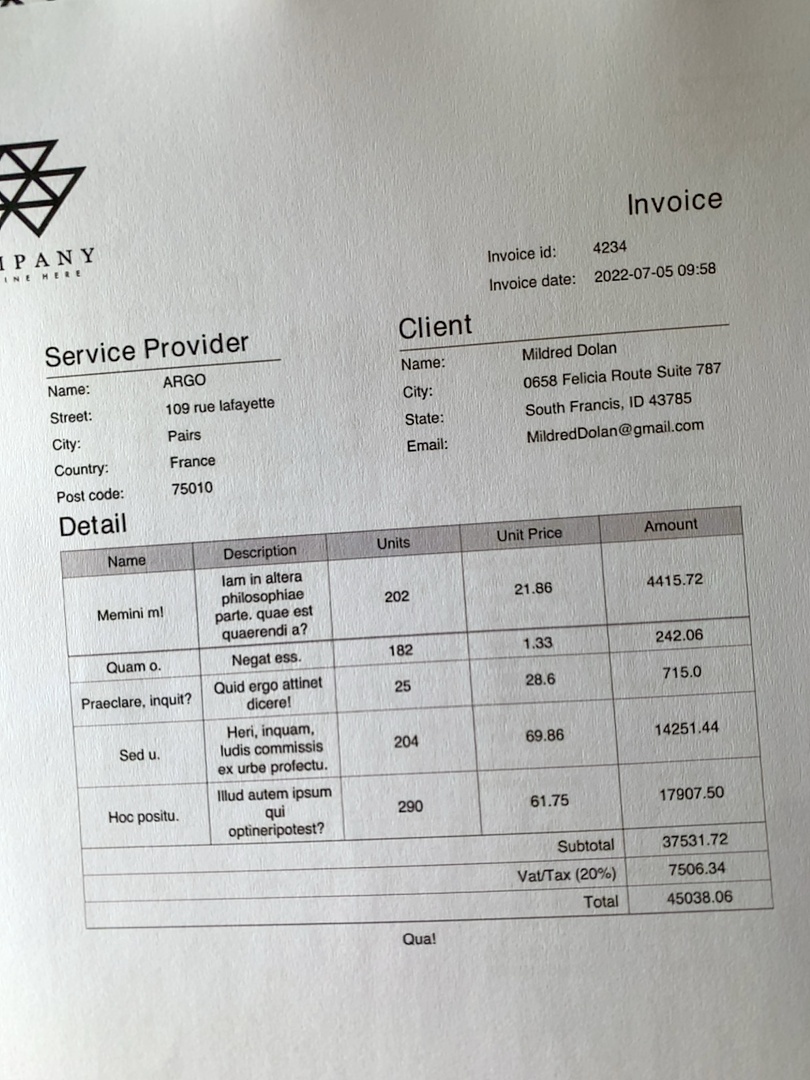 MPANY
INE HERE
Invoice
Invoice id: 4234
Invoice date: 2022-07-05 09:58
Service Provider
Name: ARGO
Street: 109 rue lafayette
City: Pairs
Country: France
Post code: 75010
Client
Name: Mildred Dolan
City: 0658 Felicia Route Suite 787
State: South Francis, ID 43785
Email: MildredDolan@gmail.com
Detail
Name Description Units Unit Price Amount
Memini m! Iam in altera philosophiae parte. quae est quaerendi a? 202 21.86 4415.72
Quam o. Negat ess. 182 1.33 242.06
Praeclare, inquit? Quid ergo attinet dicere! 25 28.6 715.0
Sed u. Heri, inquam, ludis commissis ex urbe profectu. 204 69.86 14251.44
Hoc positu. Illud autem ipsum qui optineripotest? 290 61.75 17907.50
Subtotal 37531.72
Vat/Tax (20%) 7506.34
Total 45038.06
Qua!